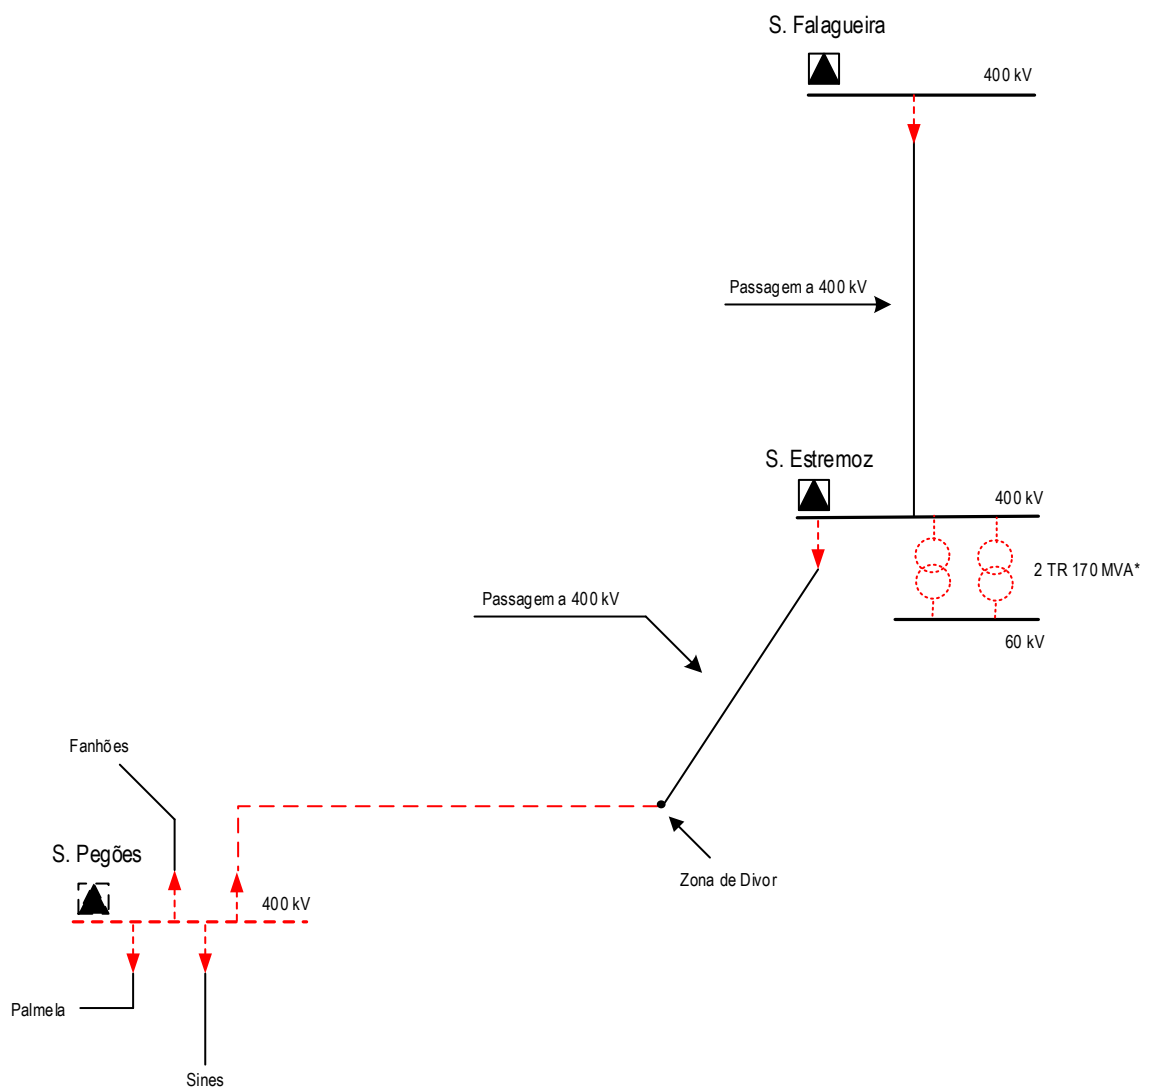 S. Falagueira
400 kV
Passagem a 400 kV
S. Estremoz
400 kV
2 TR 170 MVA*
Passagem a 400 kV
60 kV
Fanhões
S. Pegões
Zona de Divor
400 kV
Palmela
Sines